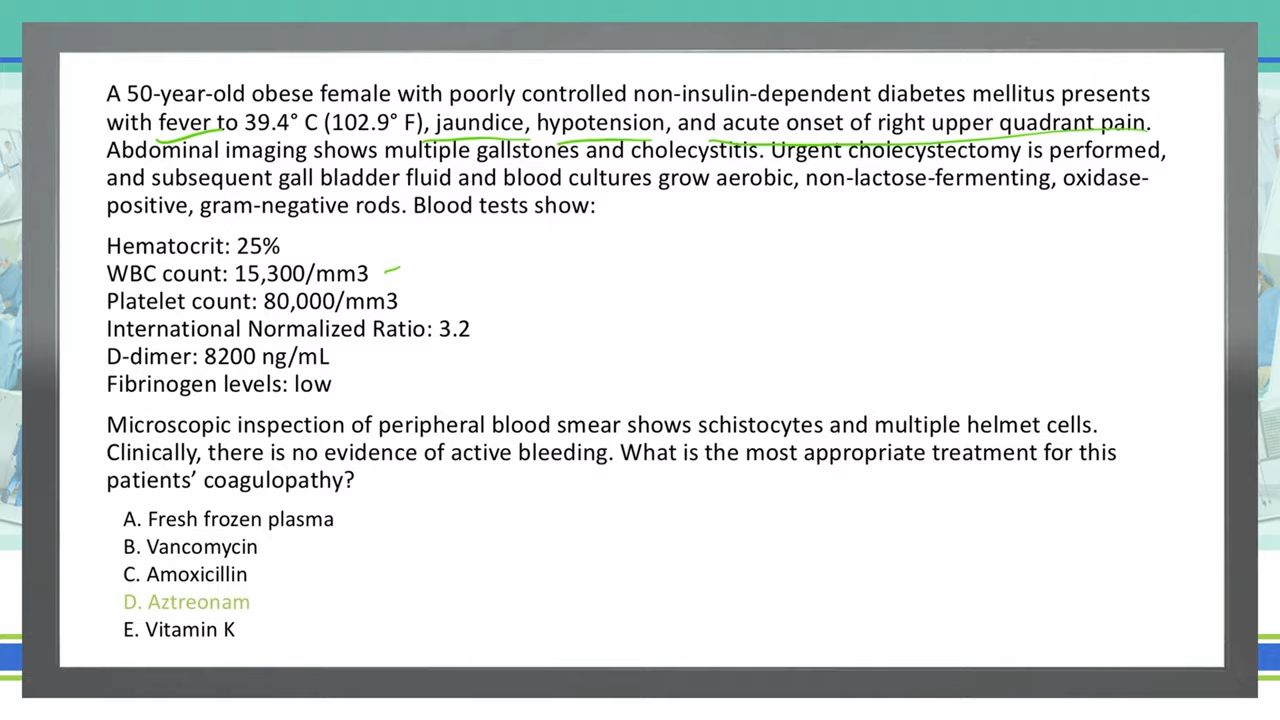 A 50-year-old obese female with poorly controlled non-insulin-dependent diabetes mellitus presents
with fever to 39.4° C (102.9° F), jaundice, hypotension, and acute onset of right upper quadrant pain.
Abdominal imaging shows multiple gallstones and cholecystitis. Urgent cholecystectomy is performed,
and subsequent gall bladder fluid and blood cultures grow aerobic, non-lactose-fermenting, oxidase-
positive, gram-negative rods. Blood tests show:
Hematocrit: 25%
WBC count: 15,300/mm3
Platelet count: 80,000/mm3
International Normalized Ratio: 3.2
D-dimer: 8200 ng/mL
Fibrinogen levels: low
Microscopic inspection of peripheral blood smear shows schistocytes and multiple helmet cells.
Clinically, there is no evidence of active bleeding. What is the most appropriate treatment for this
patients’ coagulopathy?
A. Fresh frozen plasma
B. Vancomycin
C. Amoxicillin
D. Aztreonam
E. Vitamin K